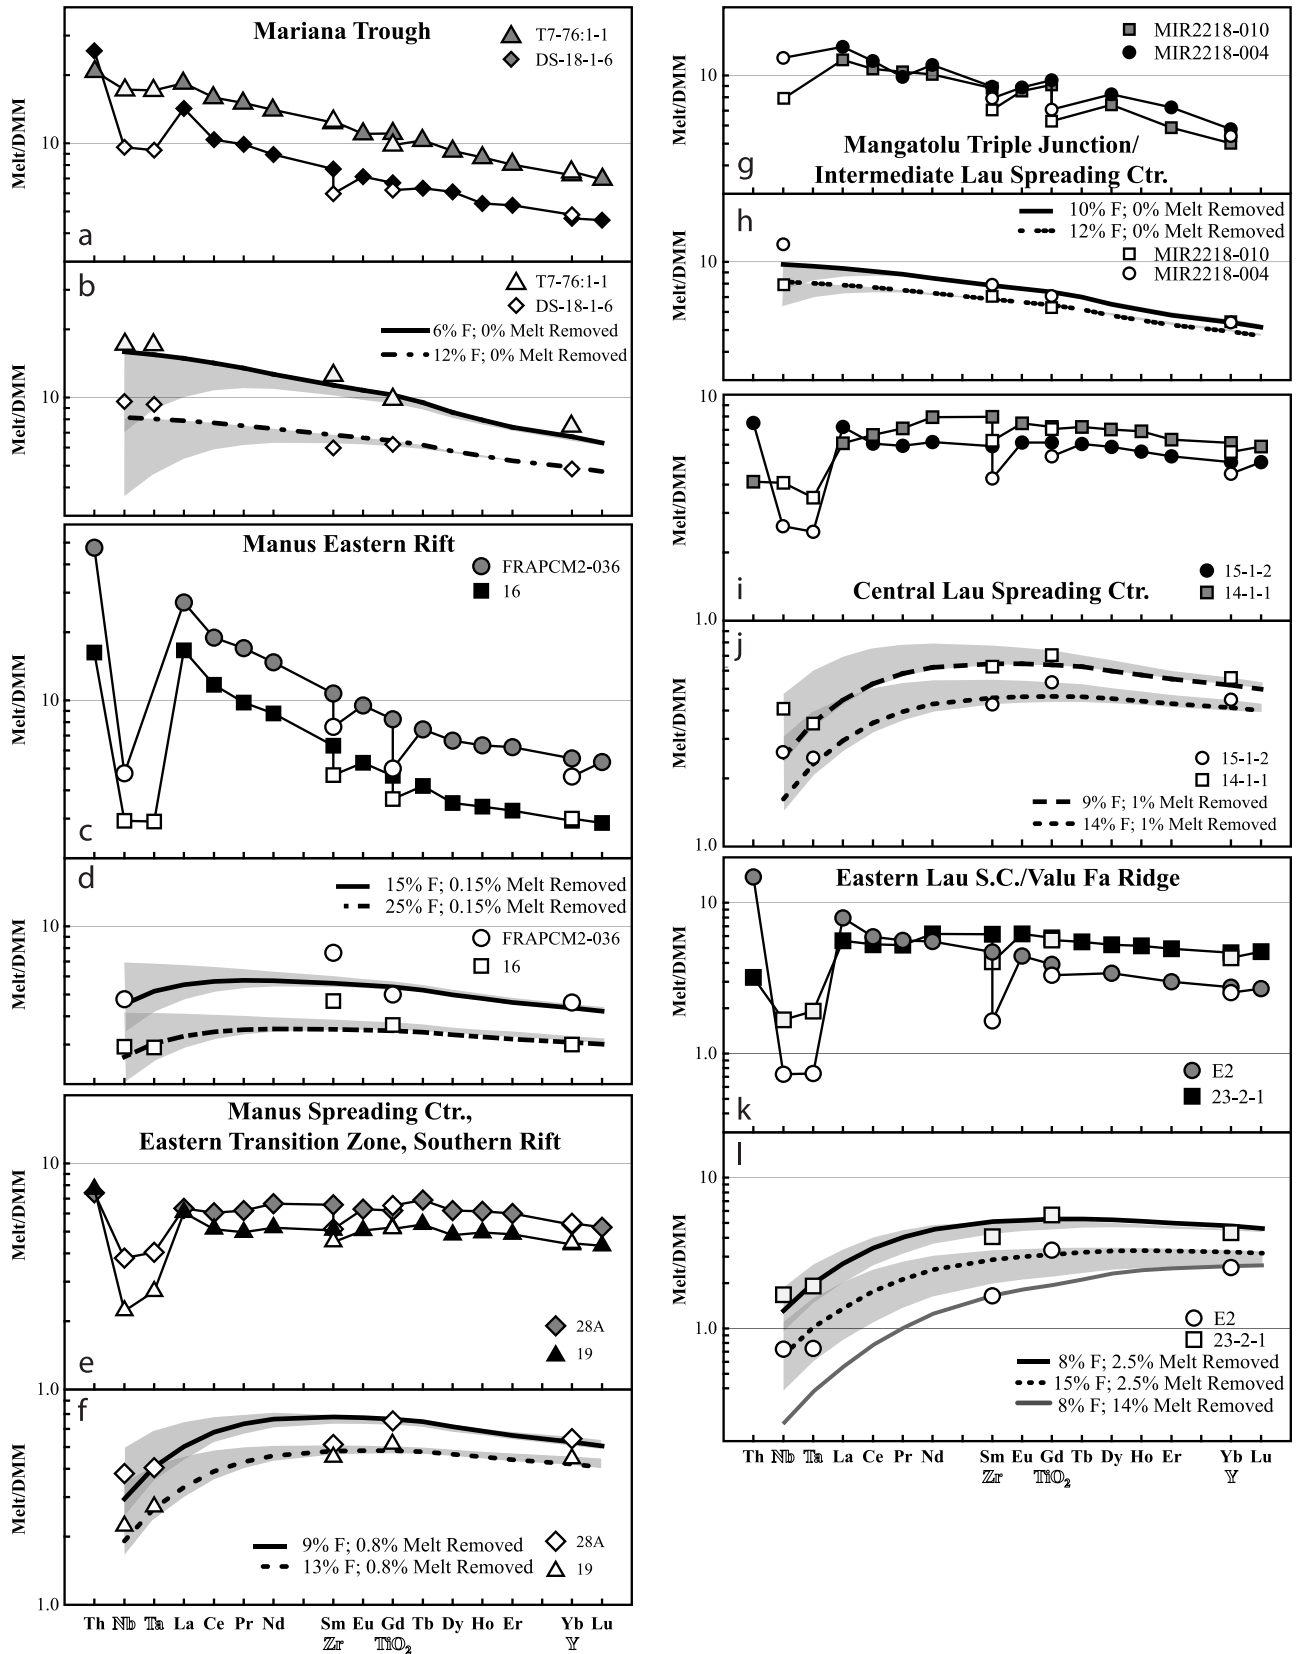 Mariana Trough
T7-76:1-1
DS-18-1-6
Melt/DMM
10
a
b
T7-76:1-1
DS-18-1-6
6% F; 0% Melt Removed
12% F; 0% Melt Removed
Melt/DMM
10
Manus Eastern Rift
FRAPCM2-036
16
Melt/DMM
10
c
d
15% F; 0.15% Melt Removed
25% F; 0.15% Melt Removed
FRAPCM2-036
16
Melt/DMM
10
Manus Spreading Ctr.,
Eastern Transition Zone, Southern Rift
Melt/DMM
10
28A
19
e
1.0
f
Melt/DMM
9% F; 0.8% Melt Removed
13% F; 0.8% Melt Removed
28A
19
1.0
Th Nb Ta La Ce Pr Nd Sm Eu Gd Tb Dy Ho Er Yb Lu
Zr TiO2 Y
MIR2218-010
MIR2218-004
Melt/DMM
10
g
Mangatolu Triple Junction/
Intermediate Lau Spreading Ctr.
h
10% F; 0% Melt Removed
12% F; 0% Melt Removed
MIR2218-010
MIR2218-004
Melt/DMM
10
10
Melt/DMM
15-1-2
14-1-1
i
Central Lau Spreading Ctr.
1.0
j
Melt/DMM
15-1-2
14-1-1
9% F; 1% Melt Removed
14% F; 1% Melt Removed
1.0
Eastern Lau S.C./Valu Fa Ridge
10
Melt/DMM
1.0
E2
23-2-1
k
l
10
Melt/DMM
1.0
E2
23-2-1
8% F; 2.5% Melt Removed
15% F; 2.5% Melt Removed
8% F; 14% Melt Removed
Th Nb Ta La Ce Pr Nd Sm Eu Gd Tb Dy Ho Er Yb Lu
Zr TiO2 Y